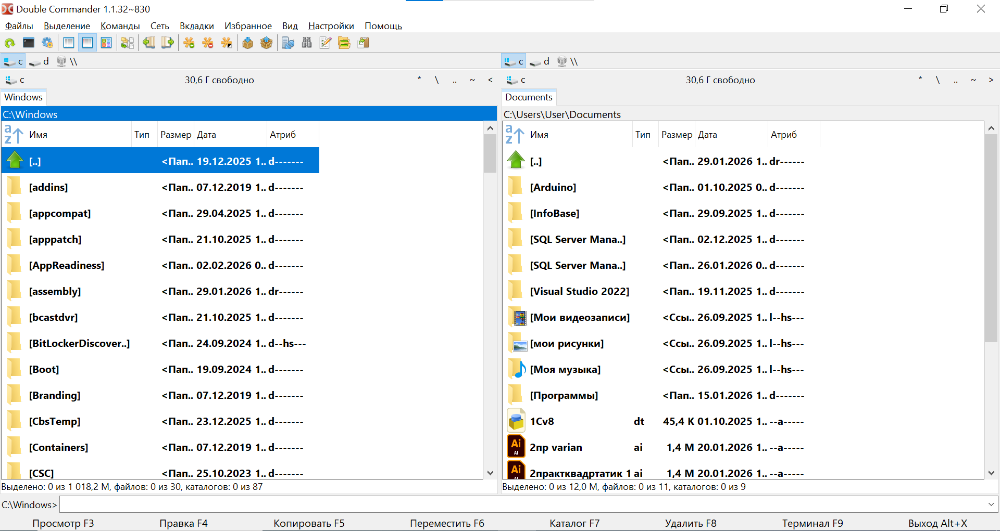 Double Commander 1.1.32~830
Файлы Выделение Команды Сеть Вкладки Избранное Вид Настройки Помощь
c d \\ c d \\
c 30,6 Г свободно * \ .. ~ < c 30,6 Г свободно * \ .. ~ >
Windows Documents
C:\Windows C:\Users\User\Documents
Имя Тип Размер Дата Атриб Имя Тип Размер Дата Атриб
[..] <Пап.. 19.12.2025 1.. d------- [..] <Пап.. 29.01.2026 1.. dr------
[addins] <Пап.. 07.12.2019 1.. d------- [Arduino] <Пап.. 01.10.2025 0.. d-------
[appcompat] <Пап.. 29.04.2025 1.. d------- [InfoBase] <Пап.. 29.09.2025 1.. d-------
[apppatch] <Пап.. 21.10.2025 1.. d------- [SQL Server Mana..] <Пап.. 02.12.2025 1.. d-------
[AppReadiness] <Пап.. 02.02.2026 0.. d------- [SQL Server Mana..] <Пап.. 26.01.2026 0.. d-------
[assembly] <Пап.. 29.01.2026 1.. dr------ [Visual Studio 2022] <Пап.. 19.11.2025 1.. d-------
[bcastdvr] <Пап.. 21.10.2025 1.. d------- [Мои видеозаписи] <Ссы.. 26.09.2025 1.. l--hs---
[BitLockerDiscover..] <Пап.. 24.09.2024 1.. d--hs--- [мои рисунки] <Ссы.. 26.09.2025 1.. l--hs---
[Boot] <Пап.. 19.09.2024 1.. d------- [Моя музыка] <Ссы.. 26.09.2025 1.. l--hs---
[Branding] <Пап.. 07.12.2019 1.. d------- [Программы] <Пап.. 15.01.2026 1.. d-------
[CbsTemp] <Пап.. 23.12.2025 1.. d------- 1Cv8 dt 45,4 K 01.10.2025 1.. --a-----
[Containers] <Пап.. 07.12.2019 1.. d------- Ai AI 2пр varian ai 1,4 M 20.01.2026 1.. --a-----
[CSC] <Пап.. 25.10.2023 1.. d------- Ai 2практквадртатик 1 ai 1,4 M 20.01.2026 1.. --a-----
Выделено: 0 из 1 018,2 M, файлов: 0 из 30, каталогов: 0 из 87 Выделено: 0 из 12,0 M, файлов: 0 из 11, каталогов: 0 из 9
C:\Windows>
Просмотр F3 Правка F4 Копировать F5 Переместить F6 Каталог F7 Удалить F8 Терминал F9 Выход Alt+X